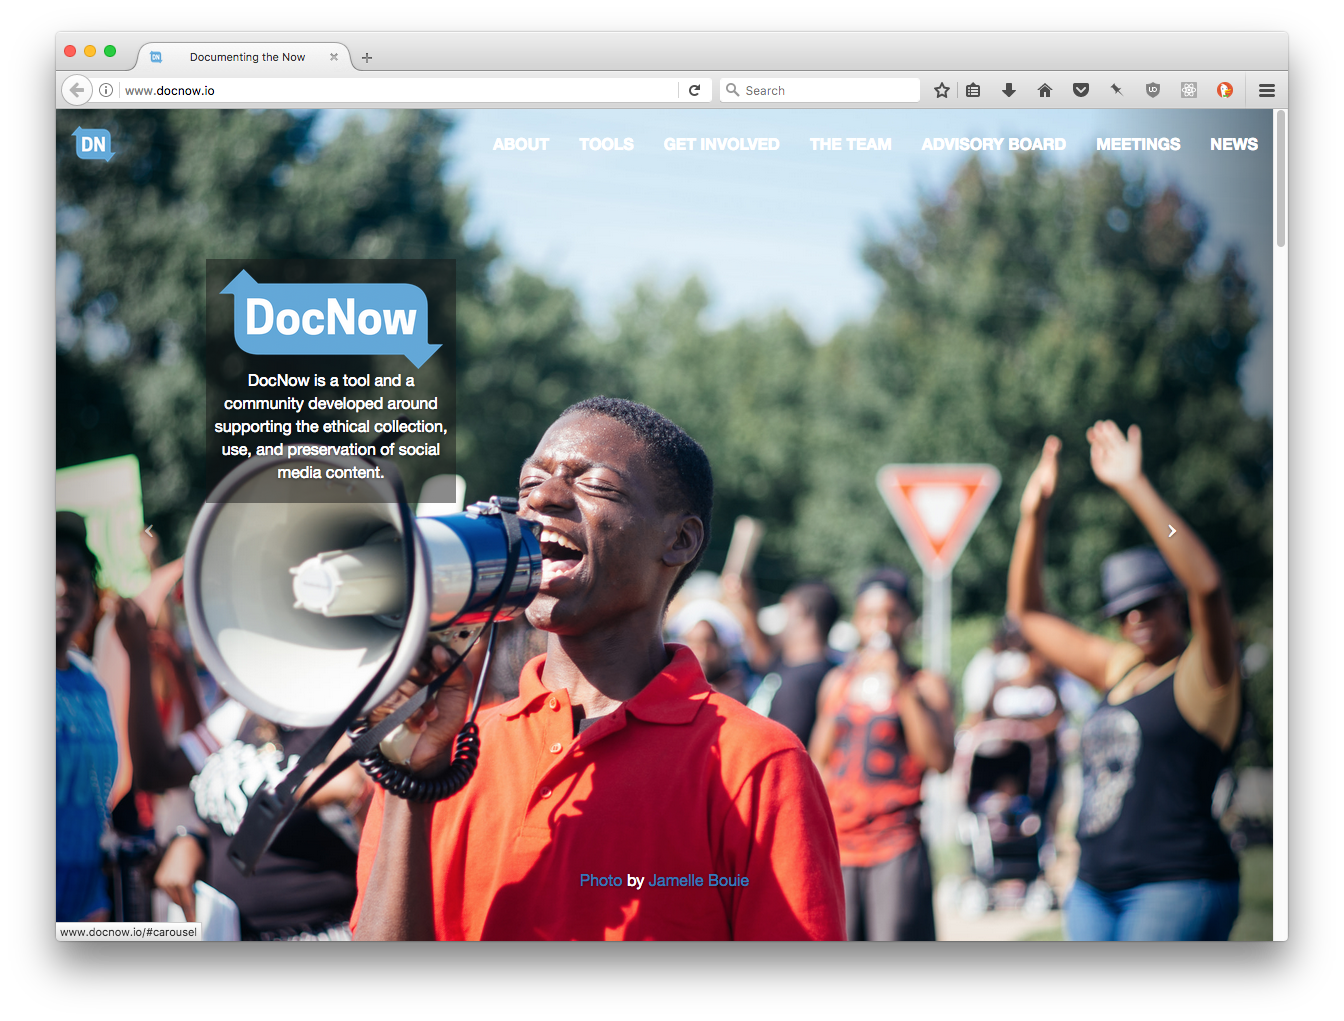 Documenting the Now
www.docnow.io
Search
DN
ABOUT TOOLS GET INVOLVED THE TEAM ADVISORY BOARD MEETINGS NEWS
DocNow
DocNow is a tool and a
community developed around
supporting the ethical collection,
use, and preservation of social
media content.
Photo by Jamelle Bouie
www.docnow.io/#carousel